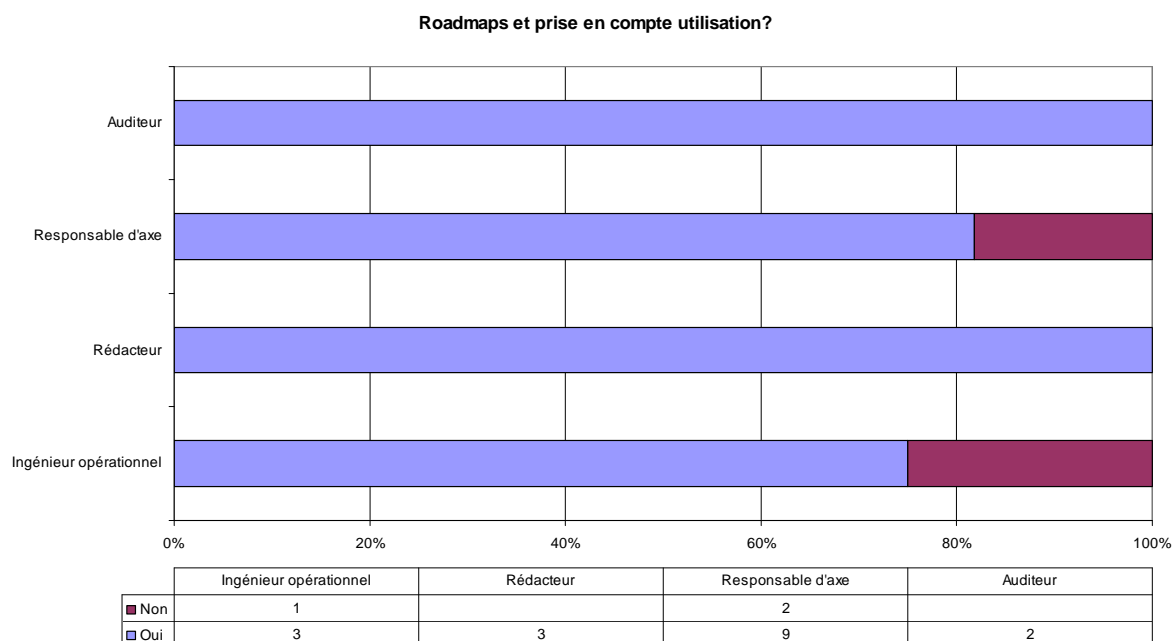 Roadmaps et prise en compte utilisation?
Auditeur
Responsable d'axe
Rédacteur
Ingénieur opérationnel
0% 20% 40% 60% 80% 100%
Ingénieur opérationnel Rédacteur Responsable d'axe Auditeur
Non 1 2
Oui 3 3 9 2